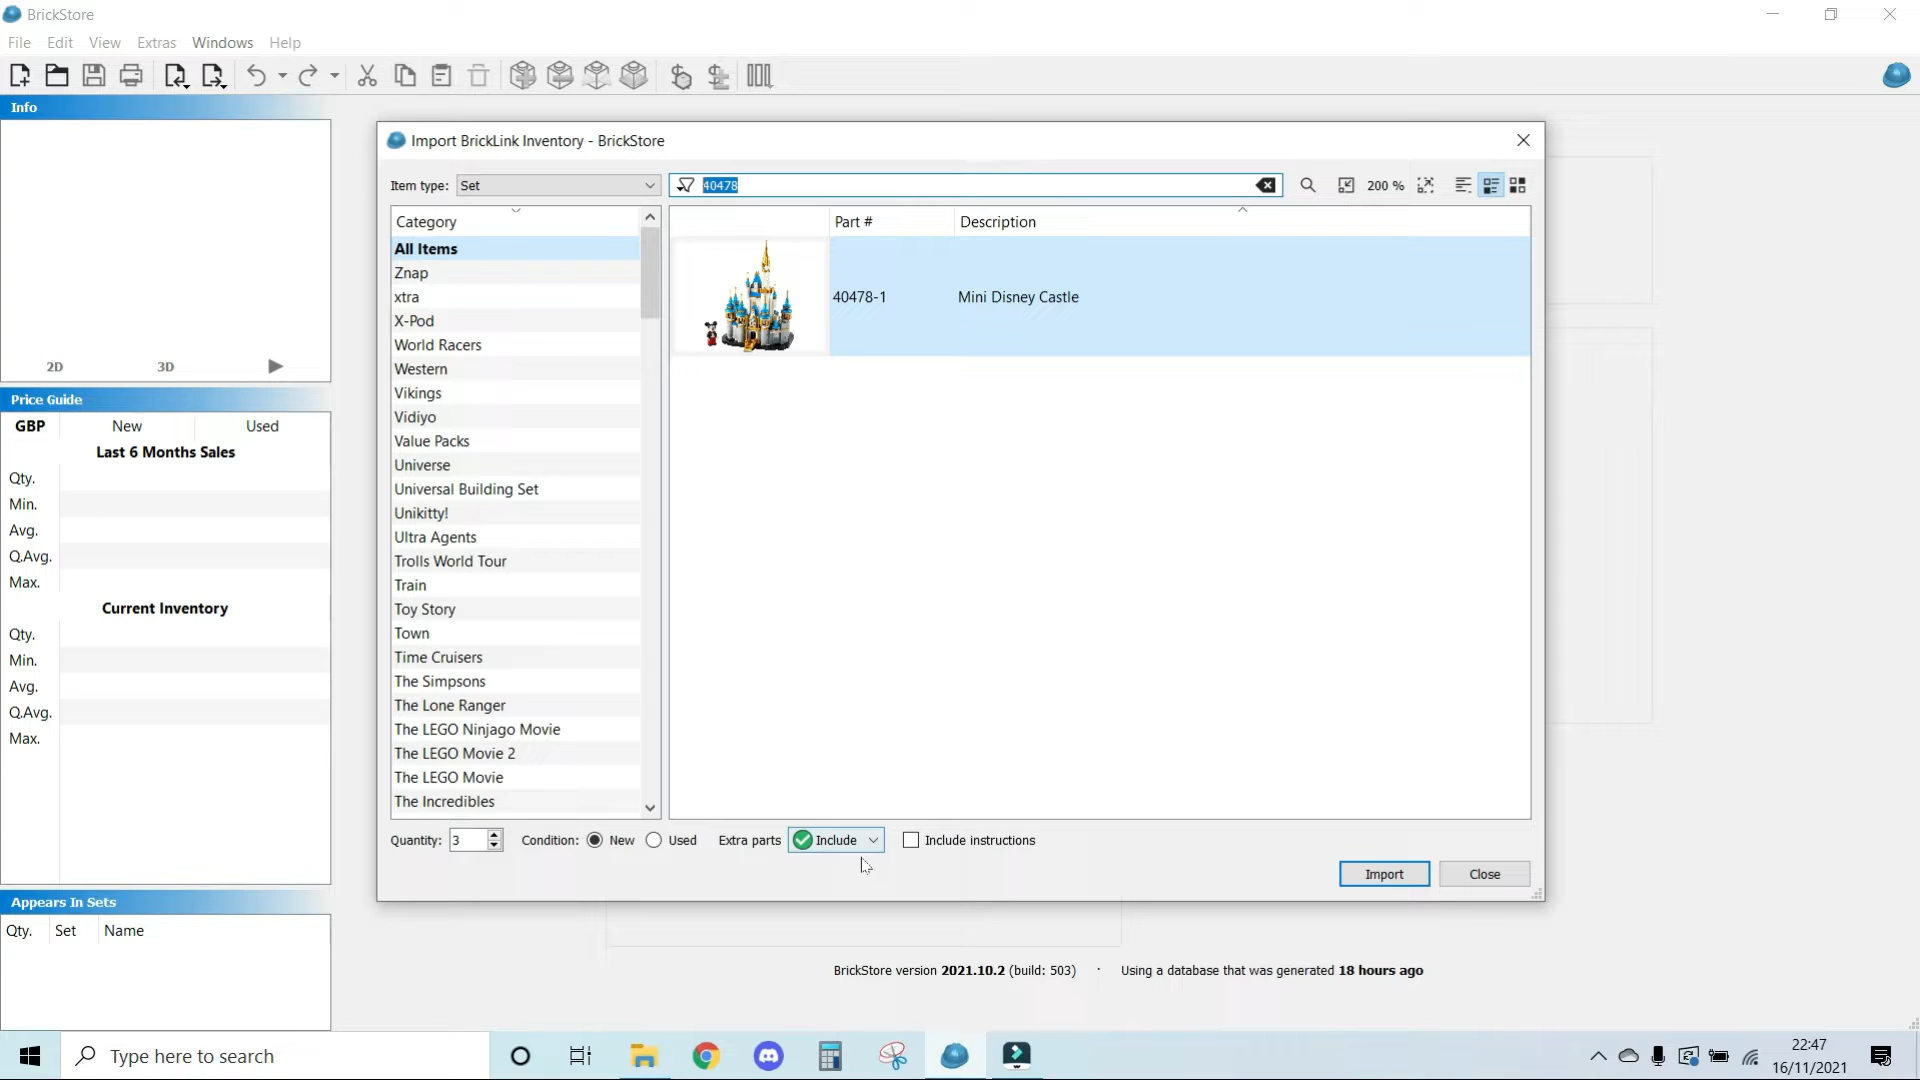 BrickStore
File Edit View Extras Windows Help
Info
2D 3D
Price Guide
GBP New Used
Last 6 Months Sales
Qty.
Min.
Avg.
Q.Avg.
Max.
Current Inventory
Qty.
Min.
Avg.
Q.Avg.
Max.
Appears In Sets
Qty. Set Name
Import BrickLink Inventory - BrickStore
Item type: Set 40478 200 %
Category
All Items
Znap
xtra
X-Pod
World Racers
Western
Vikings
Vidiyo
Value Packs
Universe
Universal Building Set
Unikitty!
Ultra Agents
Trolls World Tour
Train
Toy Story
Town
Time Cruisers
The Simpsons
The Lone Ranger
The LEGO Ninjago Movie
The LEGO Movie 2
The LEGO Movie
The Incredibles
Part # Description
40478-1 Mini Disney Castle
Quantity: 3 Condition: New Used Extra parts Include Include instructions
Import Close
BrickStore version 2021.10.2 (build: 503) · Using a database that was generated 18 hours ago
Type here to search
22:47
16/11/2021